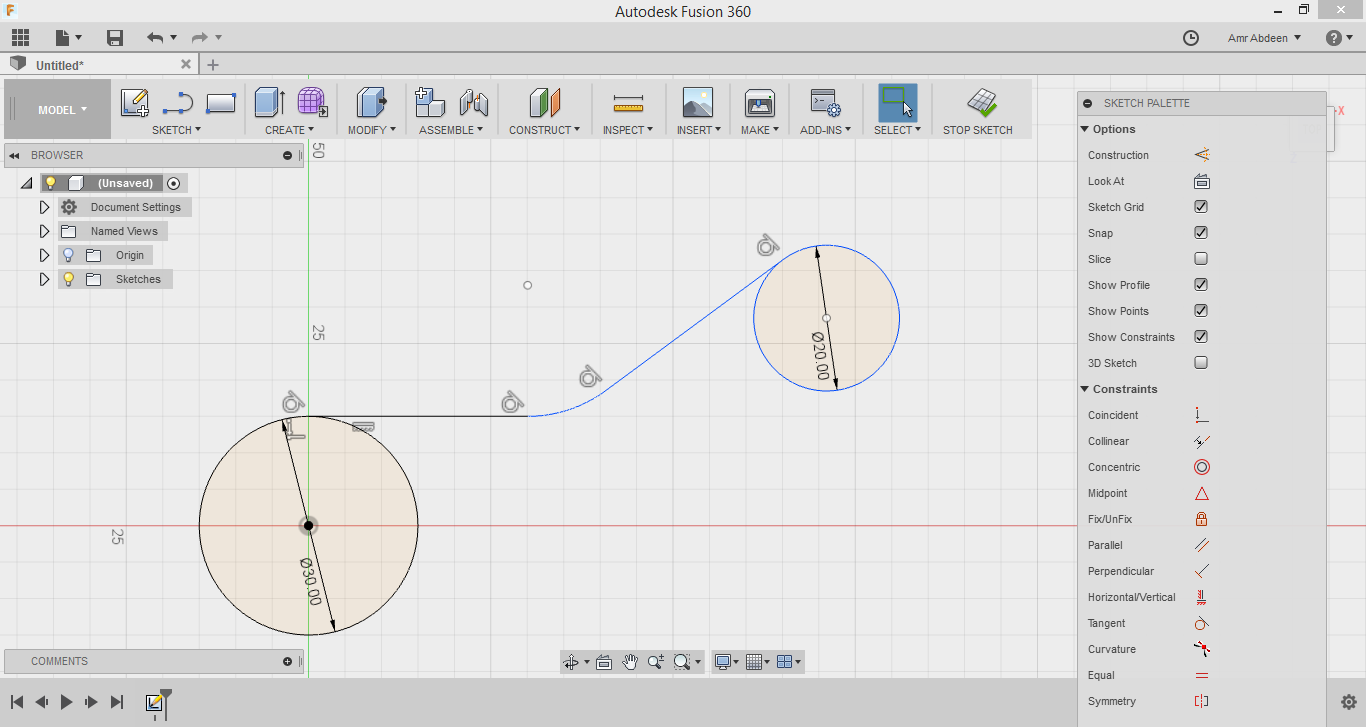 Autodesk Fusion 360
Amr Abdeen
Untitled*
MODEL
SKETCH
CREATE
MODIFY
ASSEMBLE
CONSTRUCT
INSPECT
INSERT
MAKE
ADD-INS
SELECT
STOP SKETCH
BROWSER
(Unsaved)
Document Settings
Named Views
Origin
Sketches
50
25
25
Ø20.00
Ø30.00
X
SKETCH PALETTE
Options
Construction
Look At
Sketch Grid
Snap
Slice
Show Profile
Show Points
Show Constraints
3D Sketch
Constraints
Coincident
Collinear
Concentric
Midpoint
Fix/UnFix
Parallel
Perpendicular
Horizontal/Vertical
Tangent
Curvature
Equal
Symmetry
COMMENTS